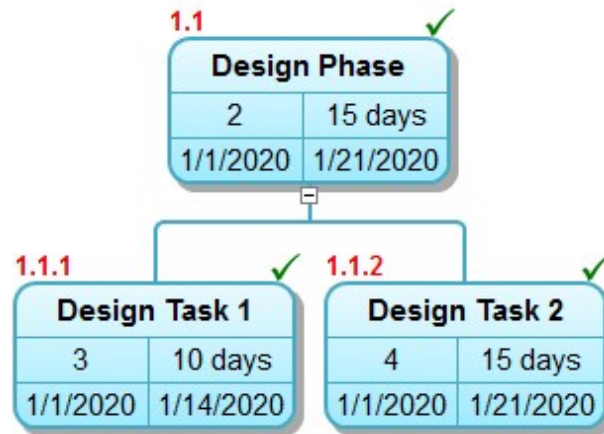 1.1
Design Phase
2 15 days
1/1/2020 1/21/2020
1.1.1 1.1.2
Design Task 1 Design Task 2
3 10 days 4 15 days
1/1/2020 1/14/2020 1/1/2020 1/21/2020